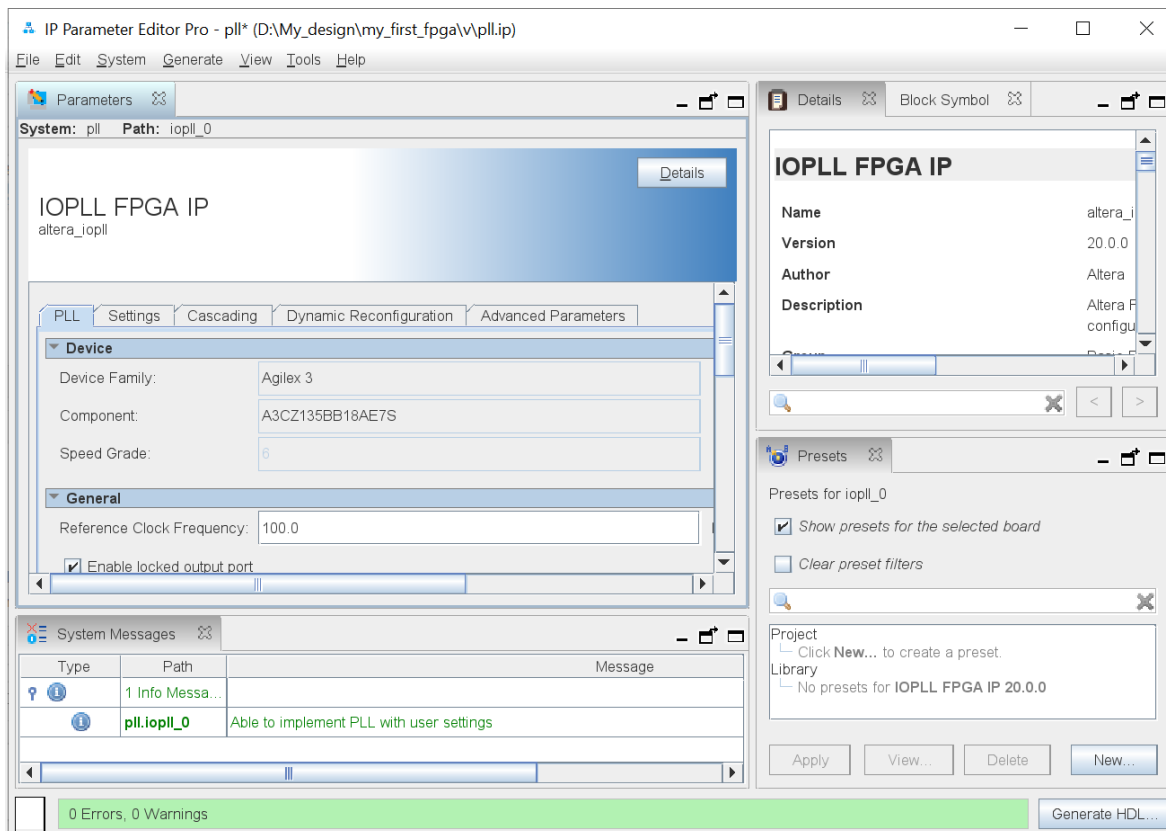 IP Parameter Editor Pro - pll* (D:\My_design\my_first_fpga\v\pll.ip)
File Edit System Generate View Tools Help
Parameters
System: pll Path: iopll_0
Details
IOPLL FPGA IP
altera_iopll
PLL Settings Cascading Dynamic Reconfiguration Advanced Parameters
Device
Device Family: Agilex 3
Component: A3CZ135BB18AE7S
Speed Grade: 6
General
Reference Clock Frequency: 100.0
Enable locked output port
System Messages
Type Path Message
1 Info Messa...
pll.iopll_0 Able to implement PLL with user settings
Details Block Symbol
IOPLL FPGA IP
Name altera_i
Version 20.0.0
Author Altera
Description Altera F
configu
< >
Presets
Presets for iopll_0
Show presets for the selected board
Clear preset filters
Project
Click New... to create a preset.
Library
No presets for IOPLL FPGA IP 20.0.0
Apply View... Delete New...
0 Errors, 0 Warnings Generate HDL...